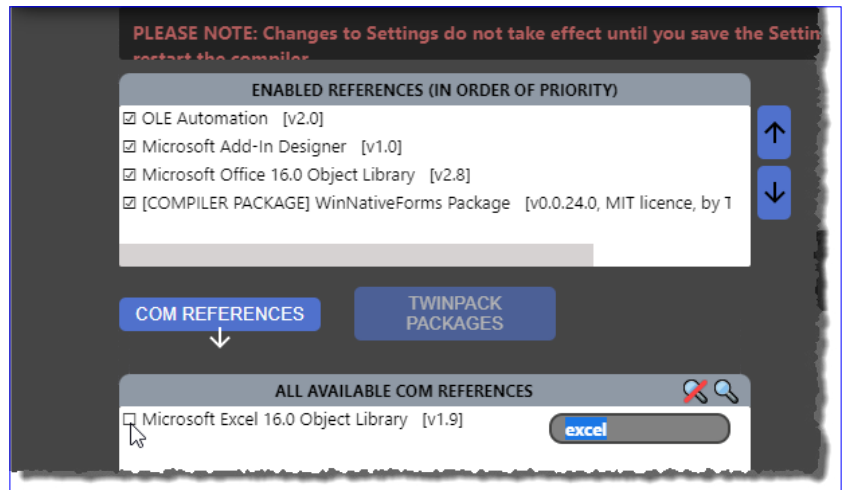 PLEASE NOTE: Changes to Settings do not take effect until you save the
restart the compiler
ENABLED REFERENCES (IN ORDER OF PRIORITY)
☑ OLE Automation [v2.0]
☑ Microsoft Add-In Designer [v1.0]
☑ Microsoft Office 16.0 Object Library [v2.8]
☑ [COMPILER PACKAGE] WinNativeForms Package [v0.0.24.0, MIT licence, by T
COM REFERENCES
TWINPACK
PACKAGES
ALL AVAILABLE COM REFERENCES
☐ Microsoft Excel 16.0 Object Library [v1.9]
excel